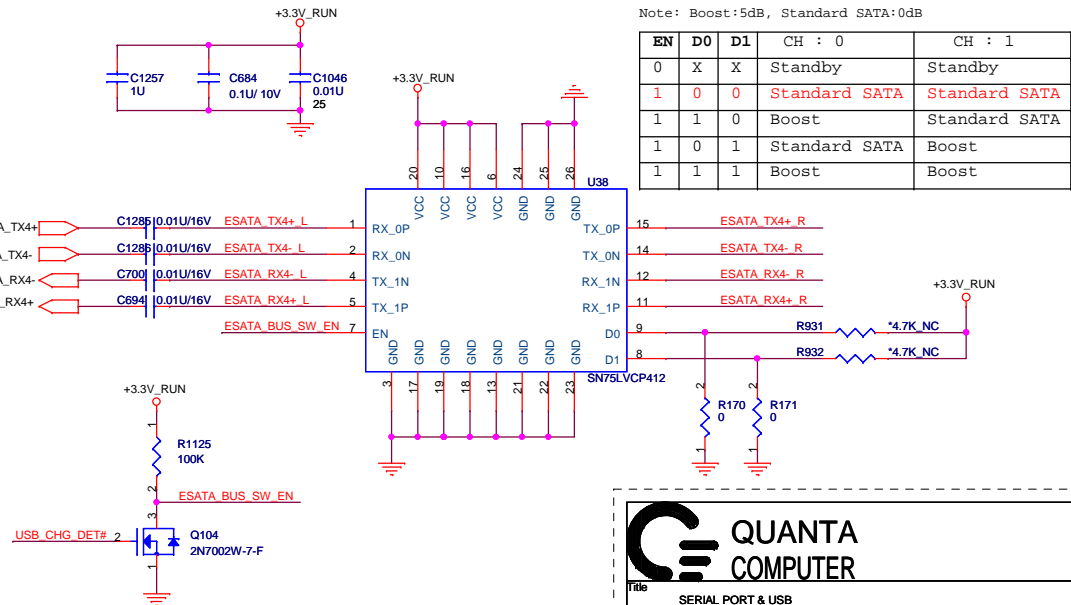 +3.3V_RUN
C1257
1U
C684
0.1U/ 10V
C1046
0.01U
25
Note: Boost:5dB, Standard SATA:0dB
EN D0 D1 CH : 0 CH : 1
0 X X Standby Standby
1 0 0 Standard SATA Standard SATA
1 1 0 Boost Standard SATA
1 0 1 Standard SATA Boost
1 1 1 Boost Boost
+3.3V_RUN
20 10 16 6 24 25 26
U38
VCC VCC VCC VCC GND GND GND
A_TX4+ C1285 0.01U/16V ESATA_TX4+_L 1 RX_0P TX_0P 15 ESATA_TX4+_R
A_TX4- C1286 0.01U/16V ESATA_TX4-_L 2 RX_0N TX_0N 14 ESATA_TX4-_R
A_RX4- C700 0.01U/16V ESATA_RX4-_L 4 TX_1N RX_1N 12 ESATA_RX4-_R
_RX4+ C694 0.01U/16V ESATA_RX4+_L 5 TX_1P RX_1P 11 ESATA_RX4+_R
+3.3V_RUN
ESATA_BUS_SW_EN 7 EN D0 9 R931 *4.7K_NC
D1 8 R932 *4.7K_NC
GND GND GND GND GND GND GND GND
SN75LVCP412
3 17 19 18 13 21 22 23
2 R170 0 1
2 R171 0 1
+3.3V_RUN
1
R1125
100K
2
ESATA_BUS_SW_EN
3
USB_CHG_DET# 2
Q104
2N7002W-7-F
1
QUANTA
COMPUTER
Title
SERIAL PORT & USB